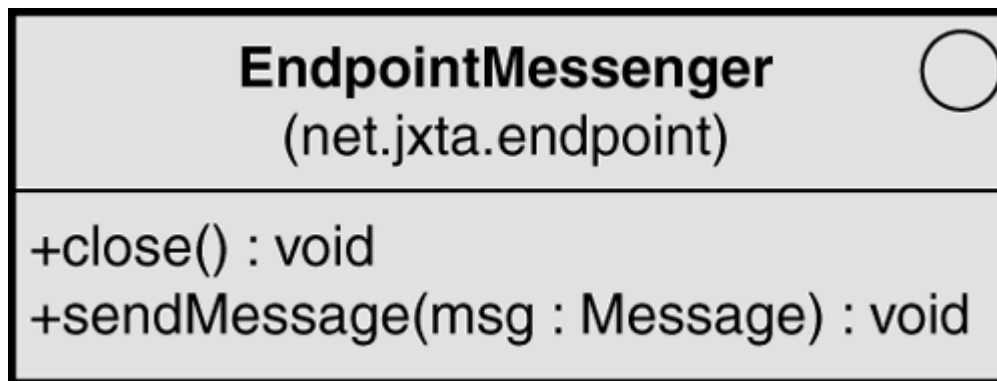 EndpointMessenger
(net.jxta.endpoint)
+close() : void
+sendMessage(msg : Message) : void